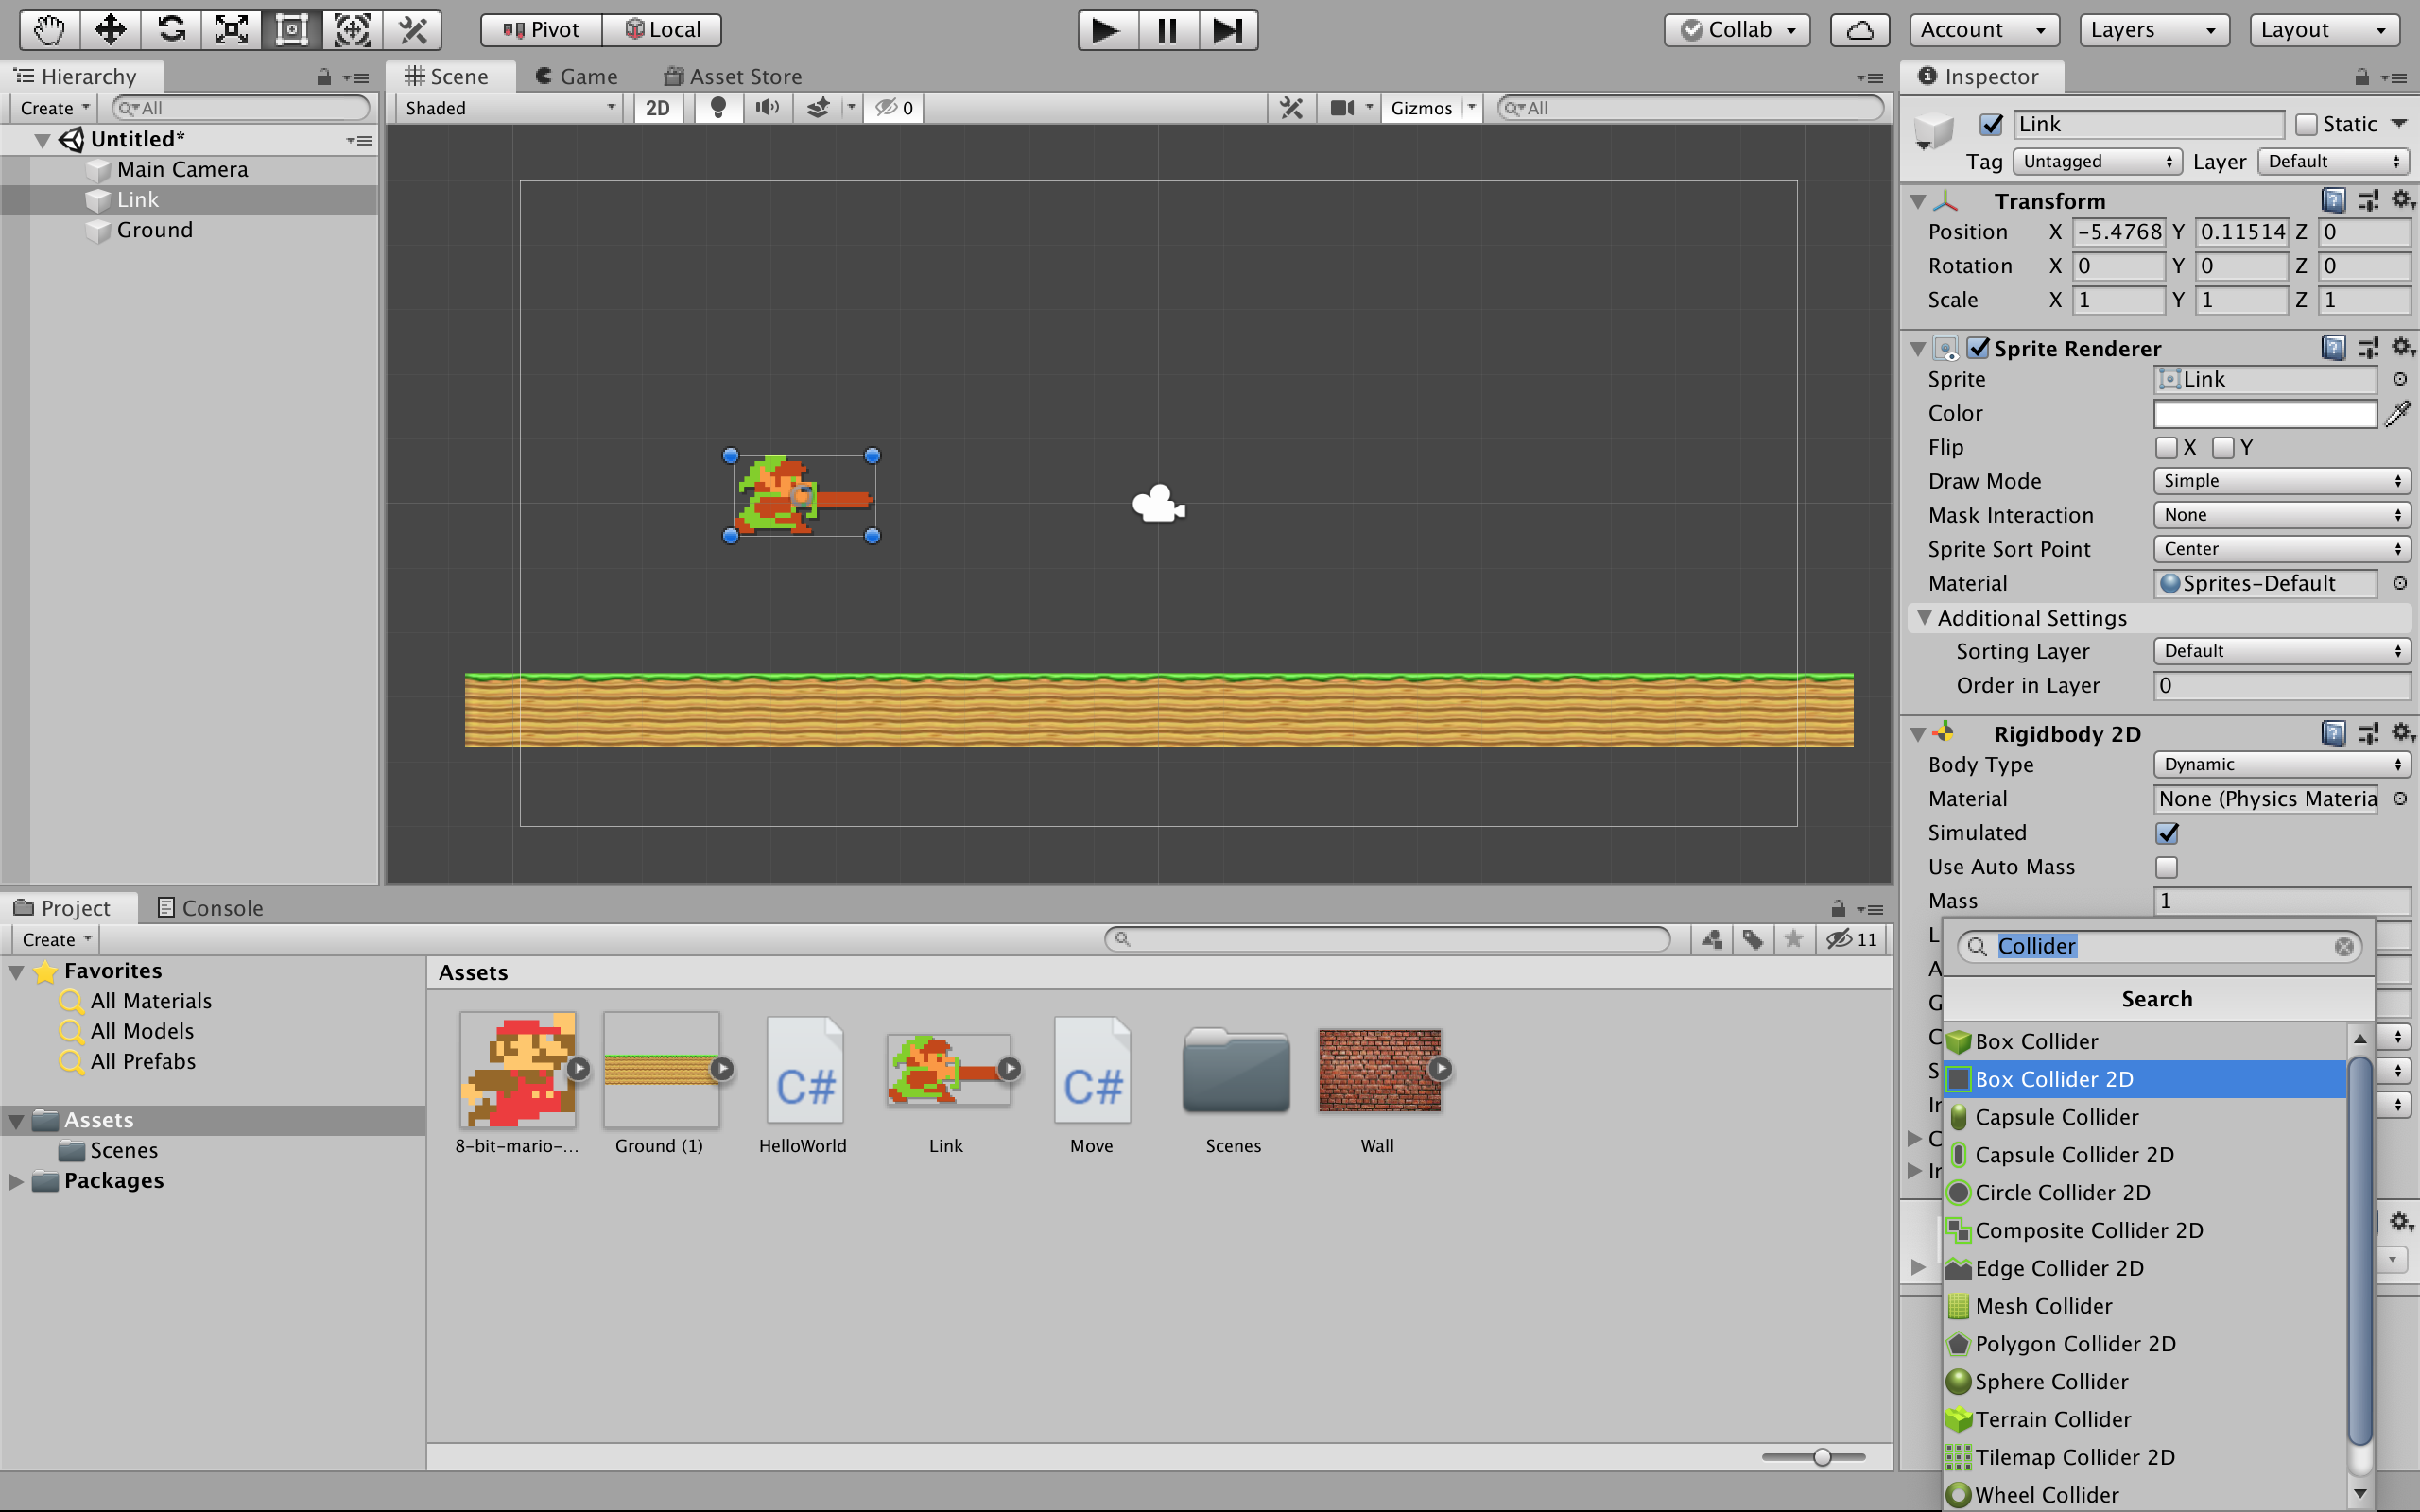 Pivot Local Collab Account Layers Layout
Hierarchy
Create All
Untitled*
Main Camera
Link
Ground
Scene Game Asset Store
Shaded 2D 0 Gizmos All
Inspector
Link Static
Tag Untagged Layer Default
Transform
Position X -5.4768 Y 0.11514 Z 0
Rotation X 0 Y 0 Z 0
Scale X 1 Y 1 Z 1
Sprite Renderer
Sprite Link
Color
Flip X Y
Draw Mode Simple
Mask Interaction None
Sprite Sort Point Center
Material Sprites-Default
Additional Settings
Sorting Layer Default
Order in Layer 0
Rigidbody 2D
Body Type Dynamic
Material None (Physics Materia
Simulated
Use Auto Mass
Mass 1
L
A
G
C
S
Ir
C
Ir
Collider
Search
Box Collider
Box Collider 2D
Capsule Collider
Capsule Collider 2D
Circle Collider 2D
Composite Collider 2D
Edge Collider 2D
Mesh Collider
Polygon Collider 2D
Sphere Collider
Terrain Collider
Tilemap Collider 2D
Wheel Collider
Project Console
Create 11
Favorites
All Materials
All Models
All Prefabs
Assets
Scenes
Packages
Assets
C# C#
8-bit-mario-... Ground (1) HelloWorld Link Move Scenes Wall